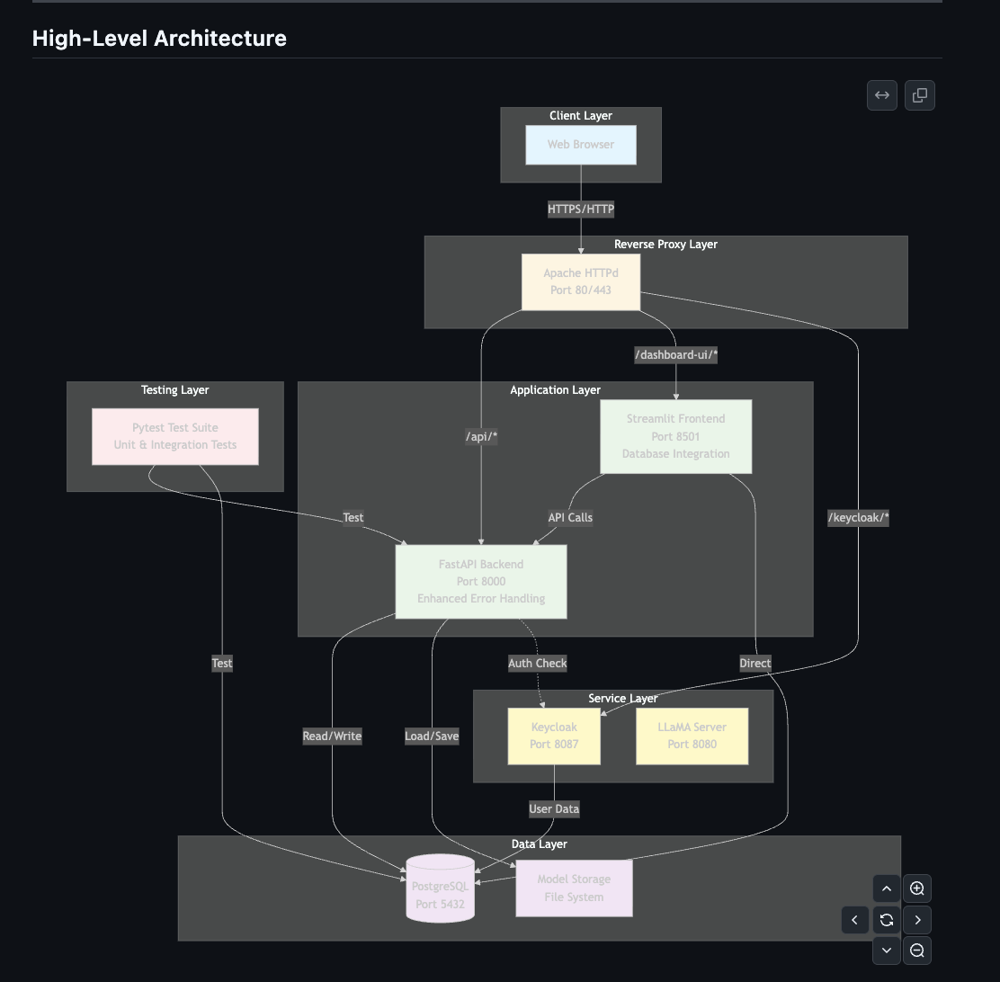 High-Level Architecture
Client Layer
Web Browser
HTTPS/HTTP
Reverse Proxy Layer
Apache HTTPd
Port 80/443
/dashboard-ui/*
Testing Layer
Pytest Test Suite
Unit & Integration Tests
Application Layer
Streamlit Frontend
Port 8501
Database Integration
/api/*
Test
API Calls
/keycloak/*
FastAPI Backend
Port 8000
Enhanced Error Handling
Test
Auth Check
Direct
Service Layer
Keycloak
Port 8087
LLaMA Server
Port 8080
Read/Write
Load/Save
User Data
Data Layer
PostgreSQL
Port 5432
Model Storage
File System